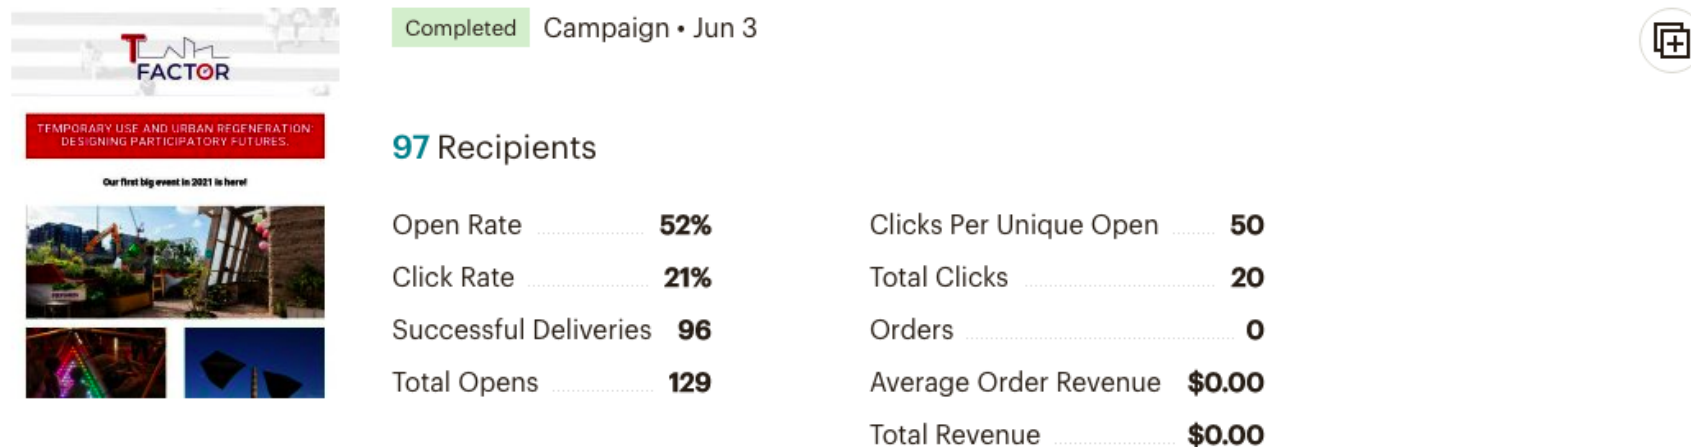 Completed Campaign • Jun 3
T
FACTOR
TEMPORARY USE AND URBAN REGENERATION:
DESIGNING PARTICIPATORY FUTURES.
Our first big event in 2021 is here!
97 Recipients
Open Rate 52%
Click Rate 21%
Successful Deliveries 96
Total Opens 129
Clicks Per Unique Open 50
Total Clicks 20
Orders 0
Average Order Revenue $0.00
Total Revenue $0.00